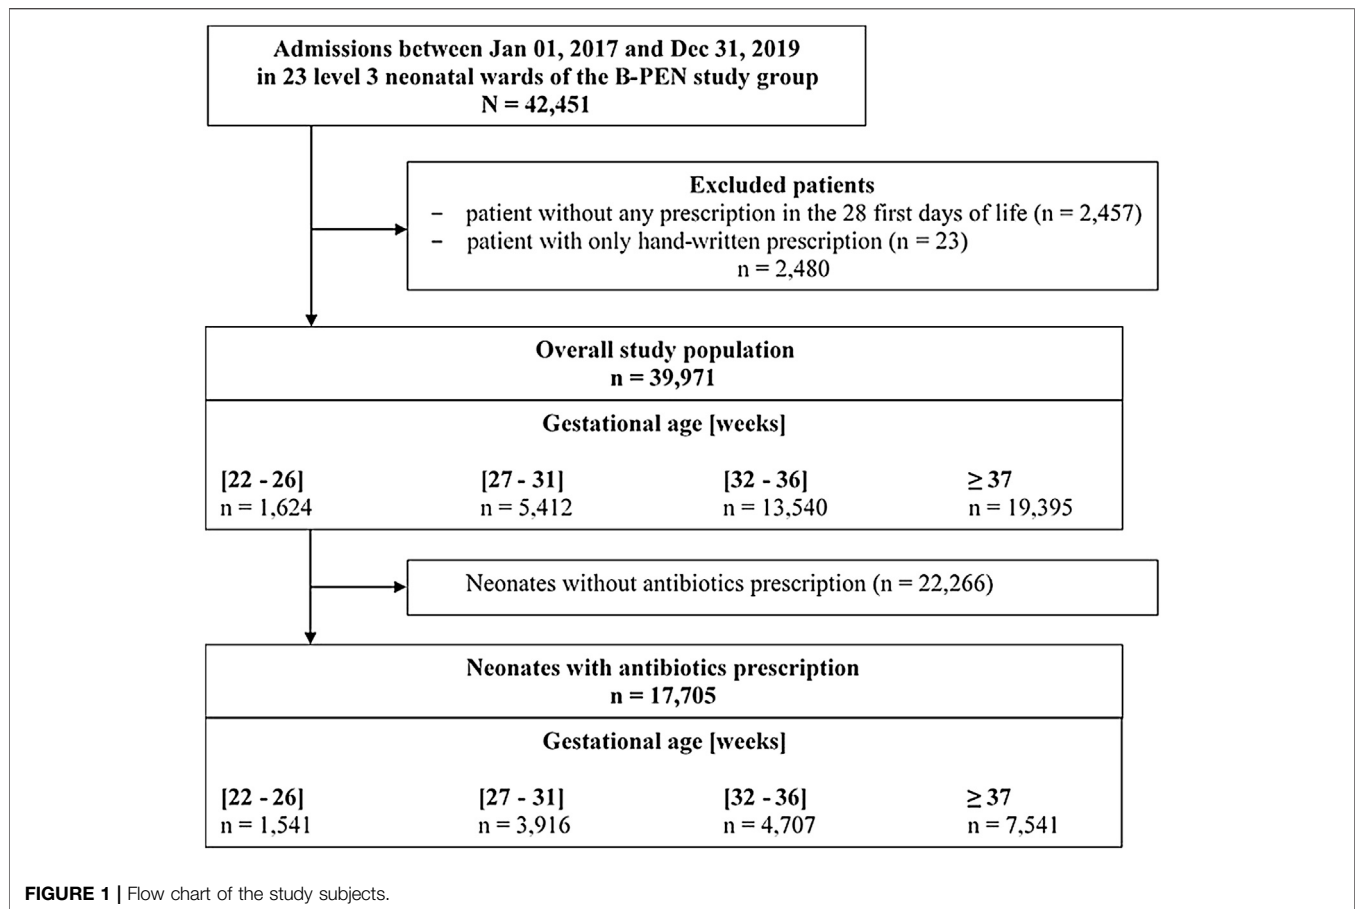 Admissions between Jan 01, 2017 and Dec 31, 2019
in 23 level 3 neonatal wards of the B-PEN study group
N = 42,451
Excluded patients
– patient without any prescription in the 28 first days of life (n = 2,457)
– patient with only hand-written prescription (n = 23)
n = 2,480
Overall study population
n = 39,971
Gestational age [weeks]
[22 - 26] [27 - 31] [32 - 36] ≥ 37
n = 1,624 n = 5,412 n = 13,540 n = 19,395
Neonates without antibiotics prescription (n = 22,266)
Neonates with antibiotics prescription
n = 17,705
Gestational age [weeks]
[22 - 26] [27 - 31] [32 - 36] ≥ 37
n = 1,541 n = 3,916 n = 4,707 n = 7,541
FIGURE 1 | Flow chart of the study subjects.